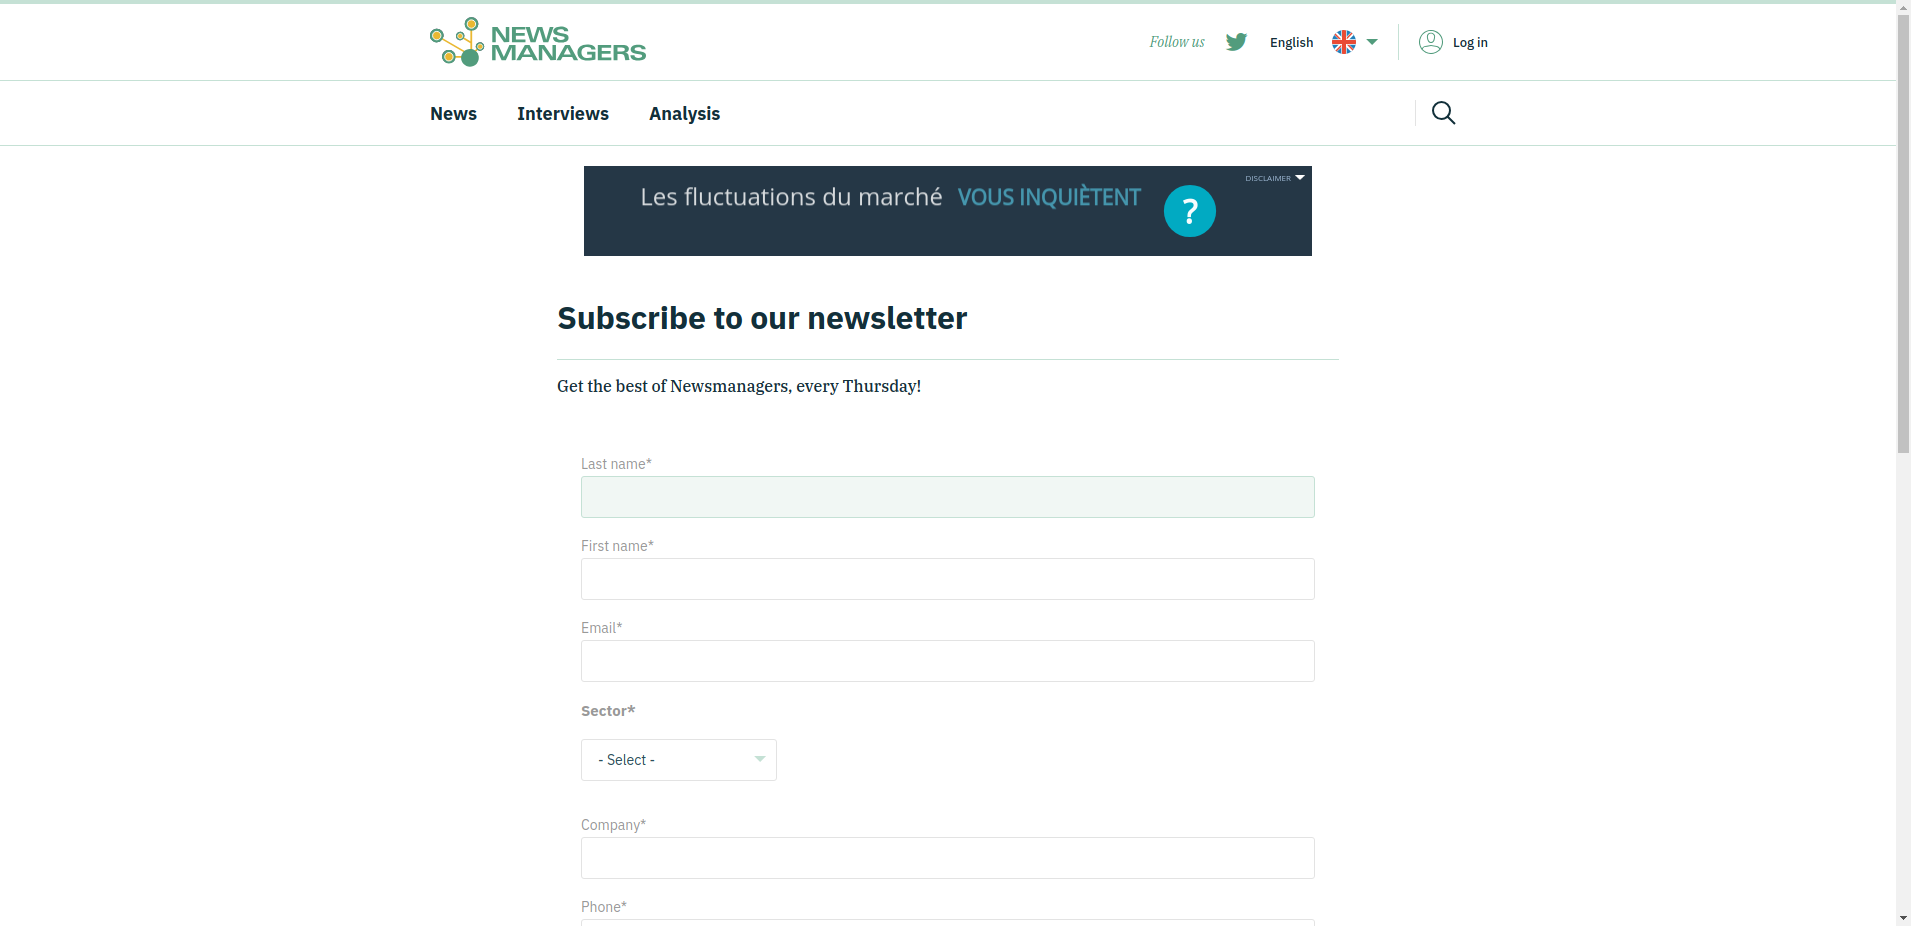 NEWS
MANAGERS
Follow us
English
Log in
News
Interviews
Analysis
DISCLAIMER
Les fluctuations du marché VOUS INQUIÈTENT ?
Subscribe to our newsletter
Get the best of Newsmanagers, every Thursday!
Last name*
First name*
Email*
Sector*
- Select -
Company*
Phone*